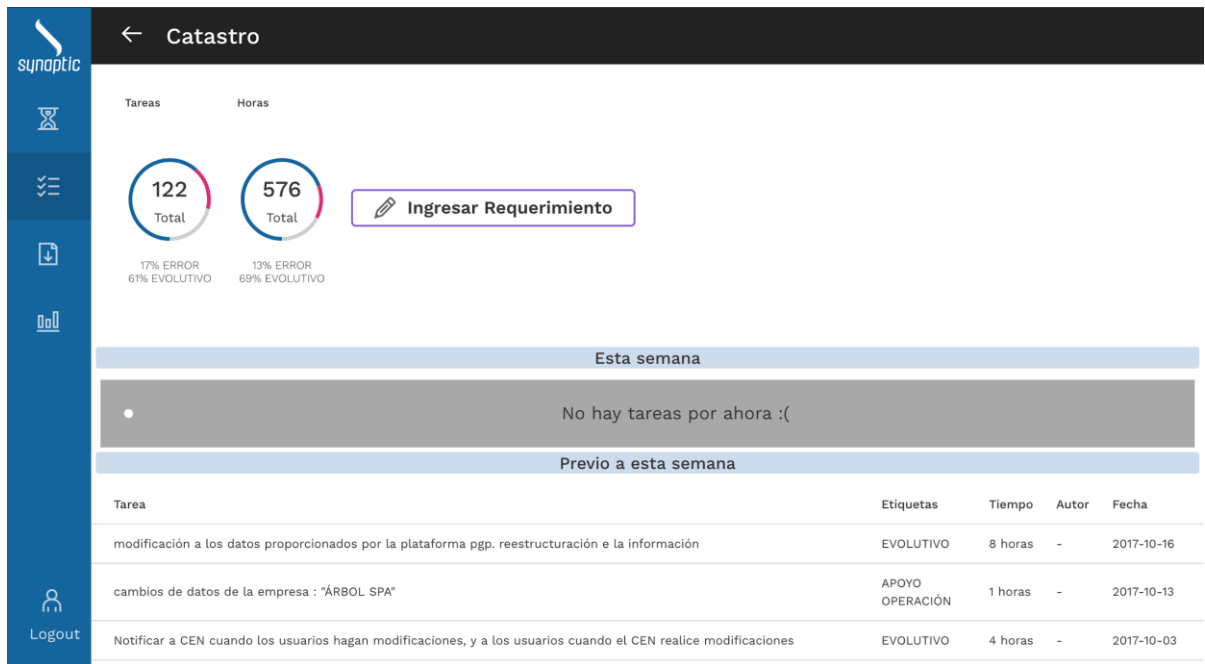 synaptic
Catastro
Tareas
Horas
122
Total
576
Total
Ingresar Requerimiento
17% ERROR
61% EVOLUTIVO
13% ERROR
69% EVOLUTIVO
Esta semana
No hay tareas por ahora :(
Previo a esta semana
Tarea Etiquetas Tiempo Autor Fecha
modificación a los datos proporcionados por la plataforma pgp. reestructuración e la información EVOLUTIVO 8 horas - 2017-10-16
cambios de datos de la empresa : "ÁRBOL SPA" APOYO OPERACIÓN 1 horas - 2017-10-13
Notificar a CEN cuando los usuarios hagan modificaciones, y a los usuarios cuando el CEN realice modificaciones EVOLUTIVO 4 horas - 2017-10-03
Logout